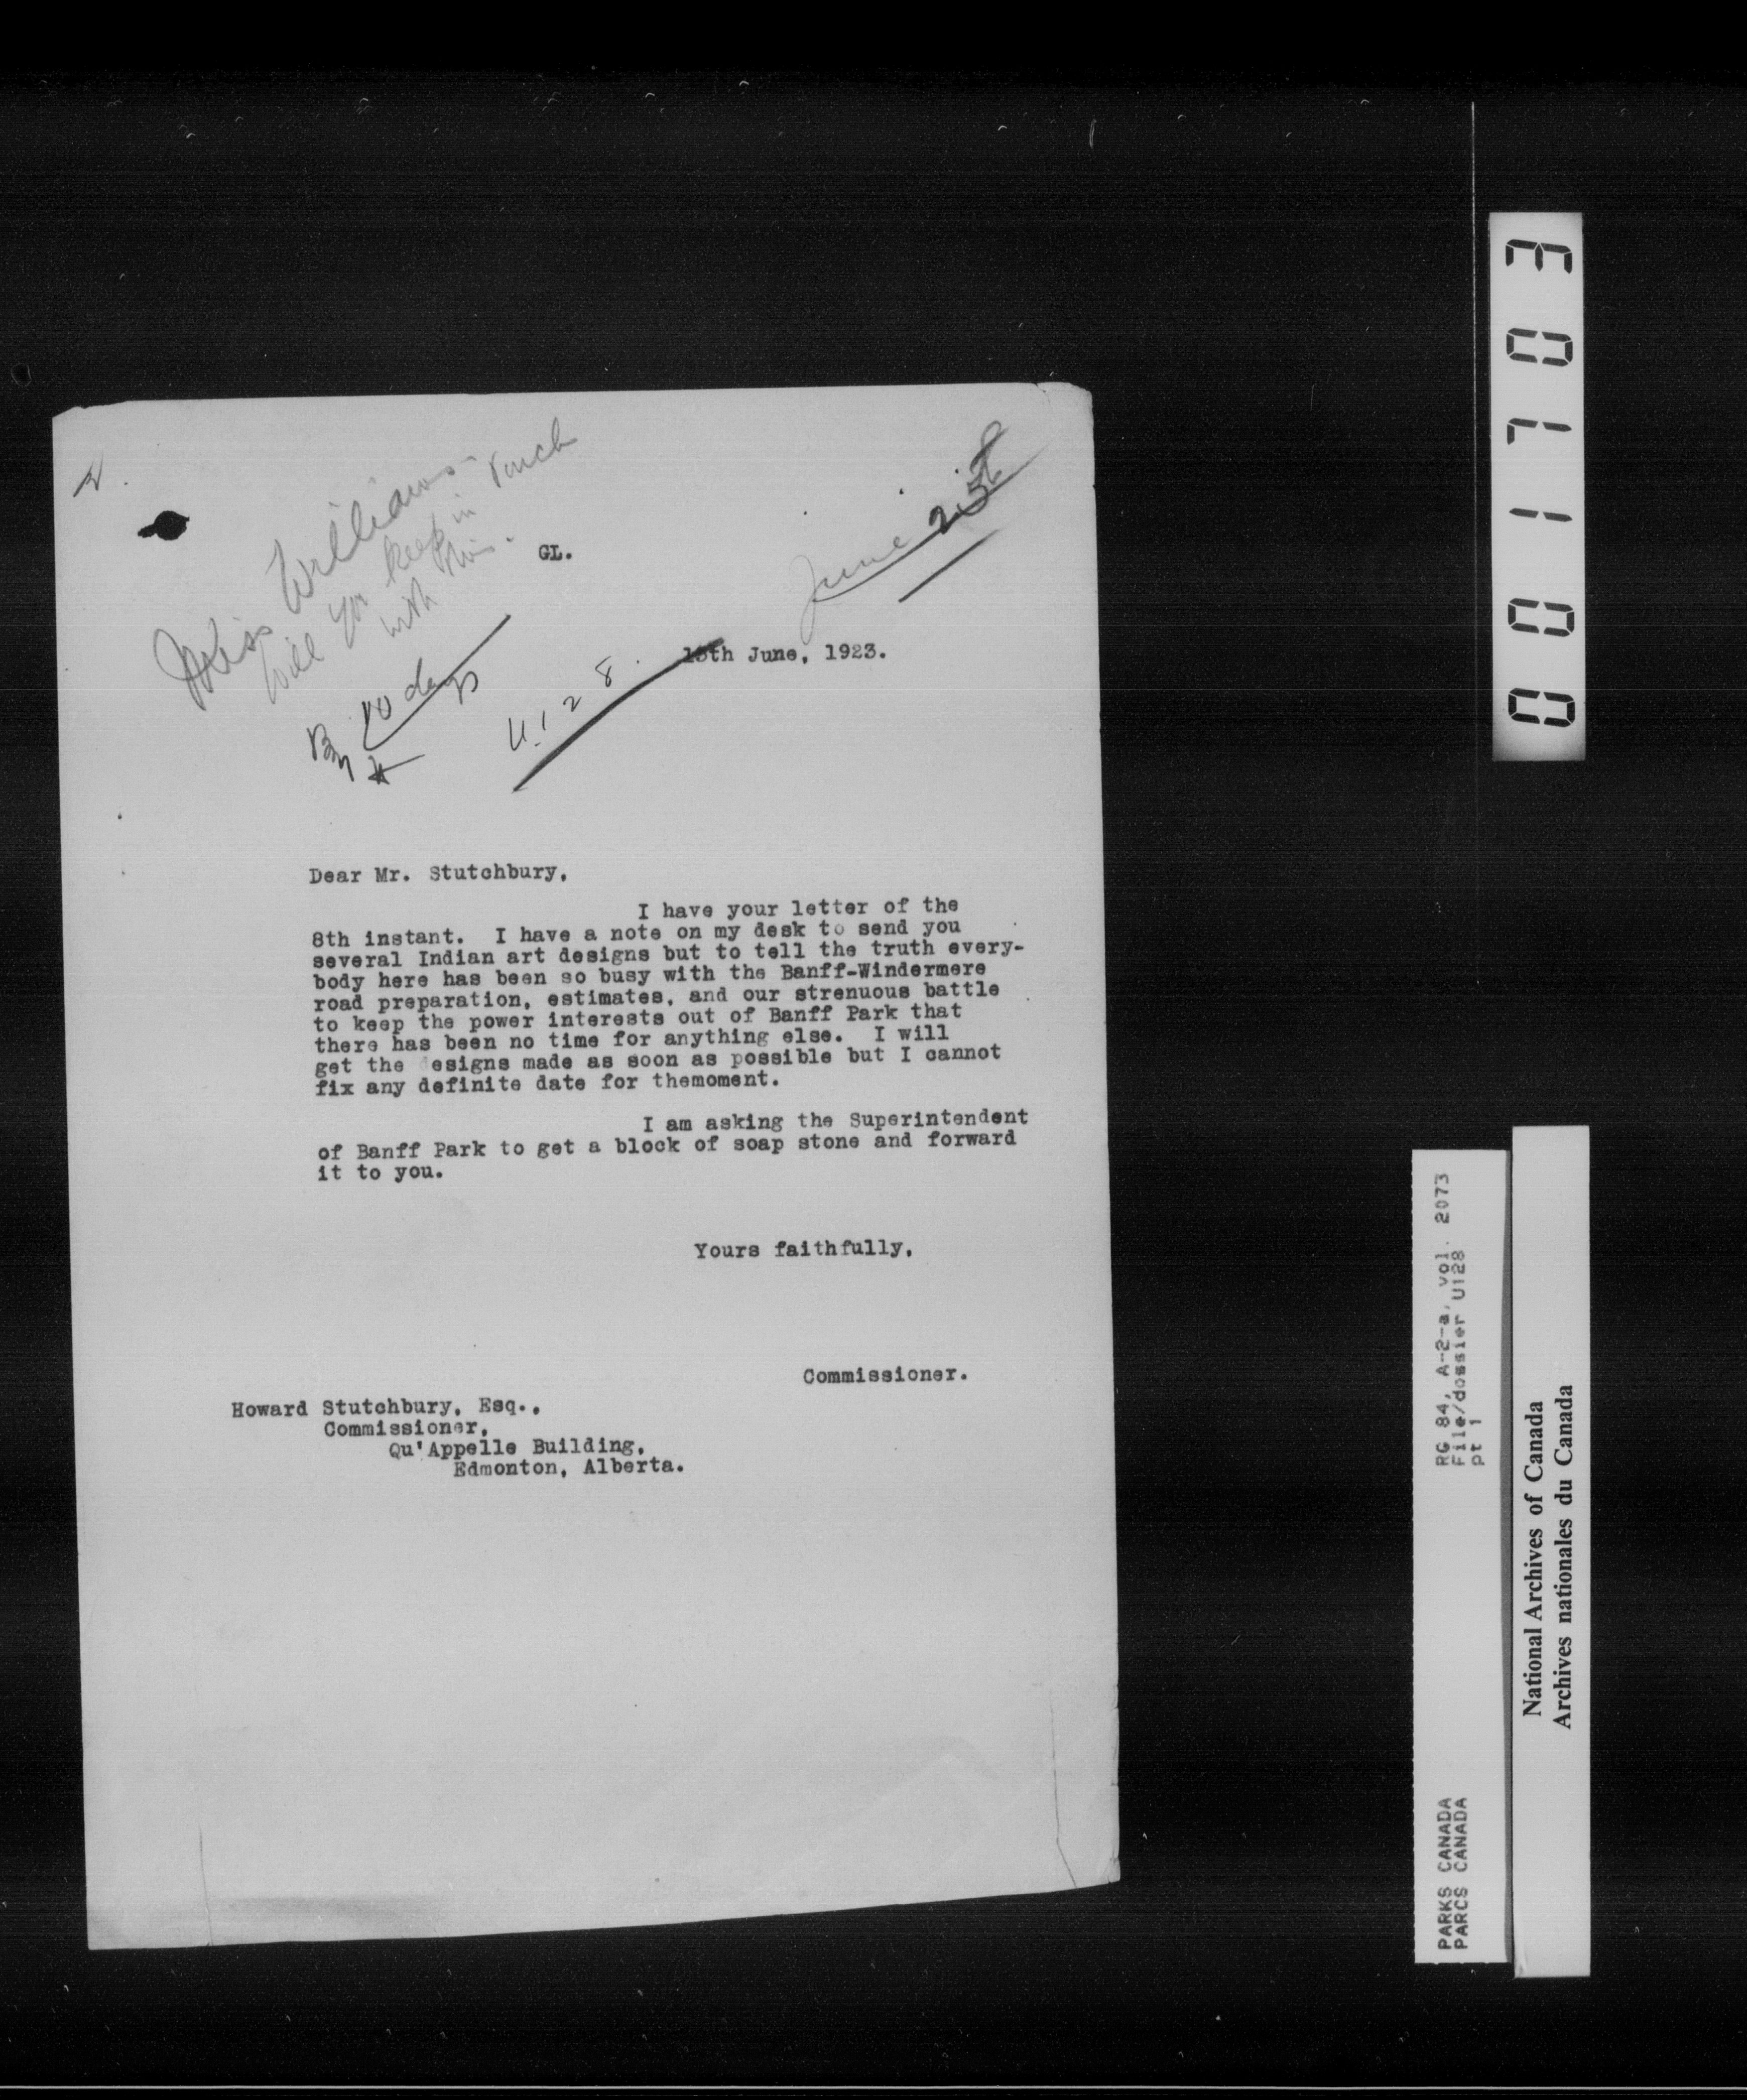 Miss Williams -
Will you keep in touch
with this.
GL.
June 25th
13th June, 1923.
10 days
U.128.
Dear Mr. Stutchbury,
I have your letter of the
8th instant. I have a note on my desk to send you
several Indian art designs but to tell the truth every-
body here has been so busy with the Banff-Windermere
road preparation, estimates, and our strenuous battle
to keep the power interests out of Banff Park that
there has been no time for anything else. I will
get the designs made as soon as possible but I cannot
fix any definite date for themoment.
I am asking the Superintendent
of Banff Park to get a block of soap stone and forward
it to you.
Yours faithfully,
Commissioner.
Howard Stutchbury, Esq.,
Commissioner,
Qu'Appelle Building,
Edmonton, Alberta.
001703
RG 84, A-2-a, vol. 2073
File/dossier U128
pt 1
PARKS CANADA
PARCS CANADA
National Archives of Canada
Archives nationales du Canada